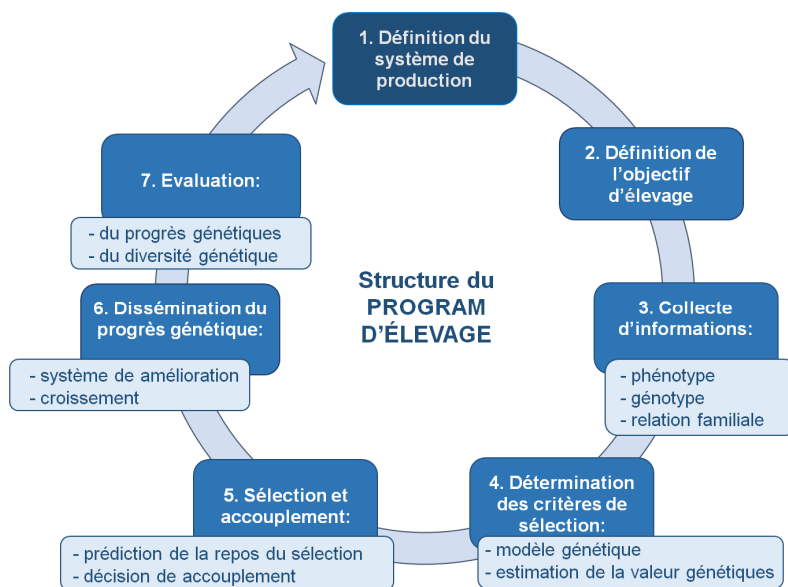 1. Définition du
système de
production
2. Définition de
l'objectif
d'élevage
3. Collecte
d'informations:
- phénotype
- génotype
- relation familiale
4. Détermination
des critères de
sélection:
- modèle génétique
- estimation de la valeur génétiques
5. Sélection et
accouplement:
- prédiction de la repos du sélection
- décision de accouplement
6. Dissémination du
progrès génétique:
- système de amélioration
- croissement
7. Evaluation:
- du progrès génétiques
- du diversité génétique
Structure du
PROGRAM
D'ÉLEVAGE